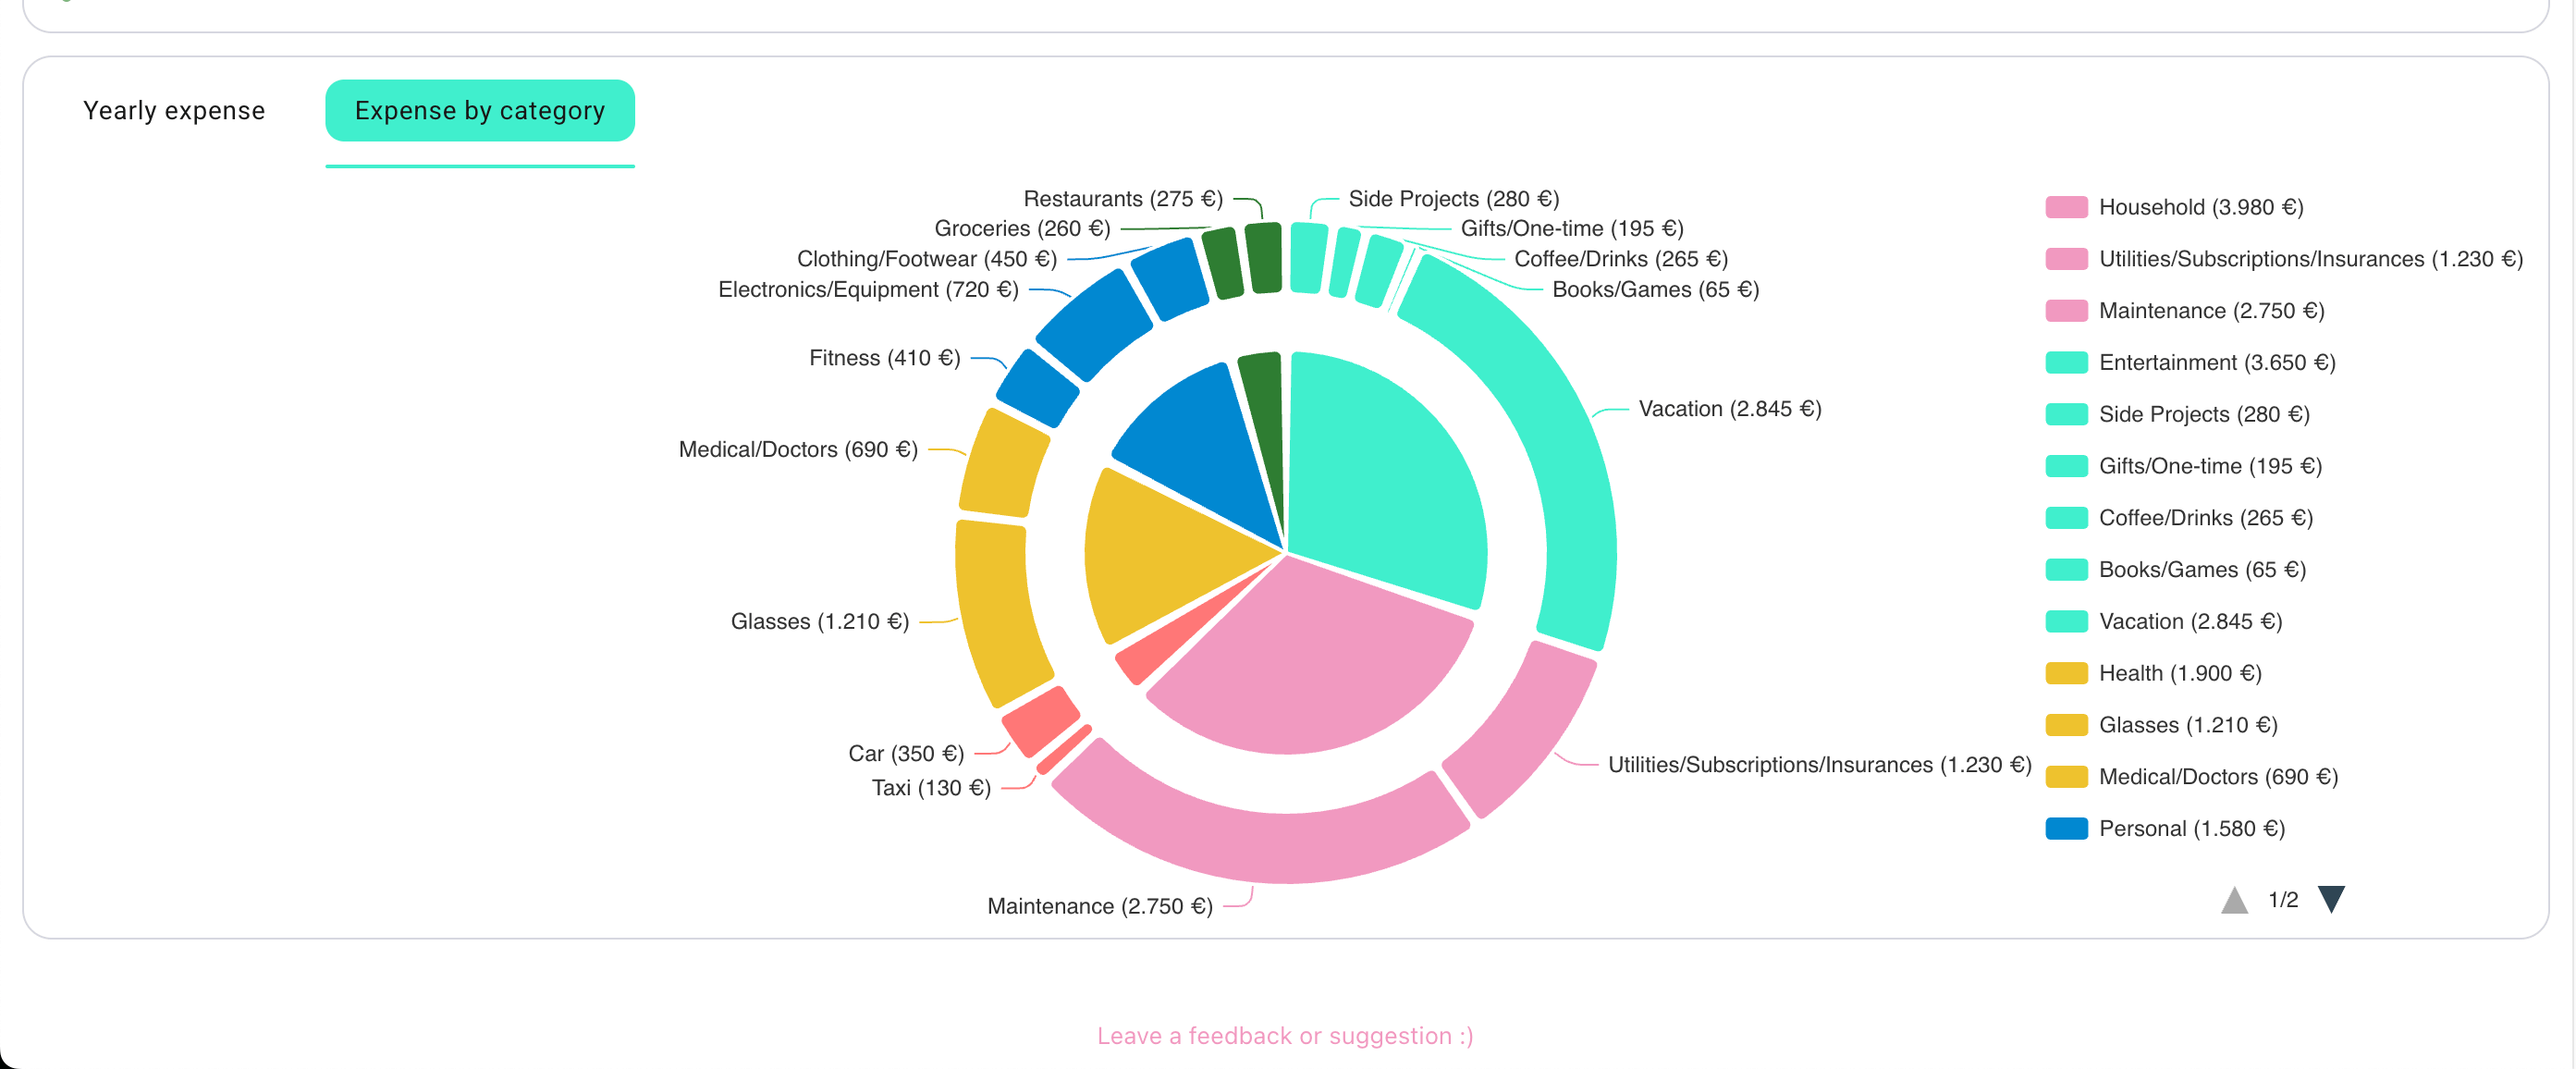 Yearly expense
Expense by category
Restaurants (275 €)
Groceries (260 €)
Clothing/Footwear (450 €)
Electronics/Equipment (720 €)
Fitness (410 €)
Medical/Doctors (690 €)
Glasses (1.210 €)
Car (350 €)
Taxi (130 €)
Maintenance (2.750 €)
Side Projects (280 €)
Gifts/One-time (195 €)
Coffee/Drinks (265 €)
Books/Games (65 €)
Vacation (2.845 €)
Utilities/Subscriptions/Insurances (1.230 €)
Household (3.980 €)
Utilities/Subscriptions/Insurances (1.230 €)
Maintenance (2.750 €)
Entertainment (3.650 €)
Side Projects (280 €)
Gifts/One-time (195 €)
Coffee/Drinks (265 €)
Books/Games (65 €)
Vacation (2.845 €)
Health (1.900 €)
Glasses (1.210 €)
Medical/Doctors (690 €)
Personal (1.580 €)
1/2
Leave a feedback or suggestion :)